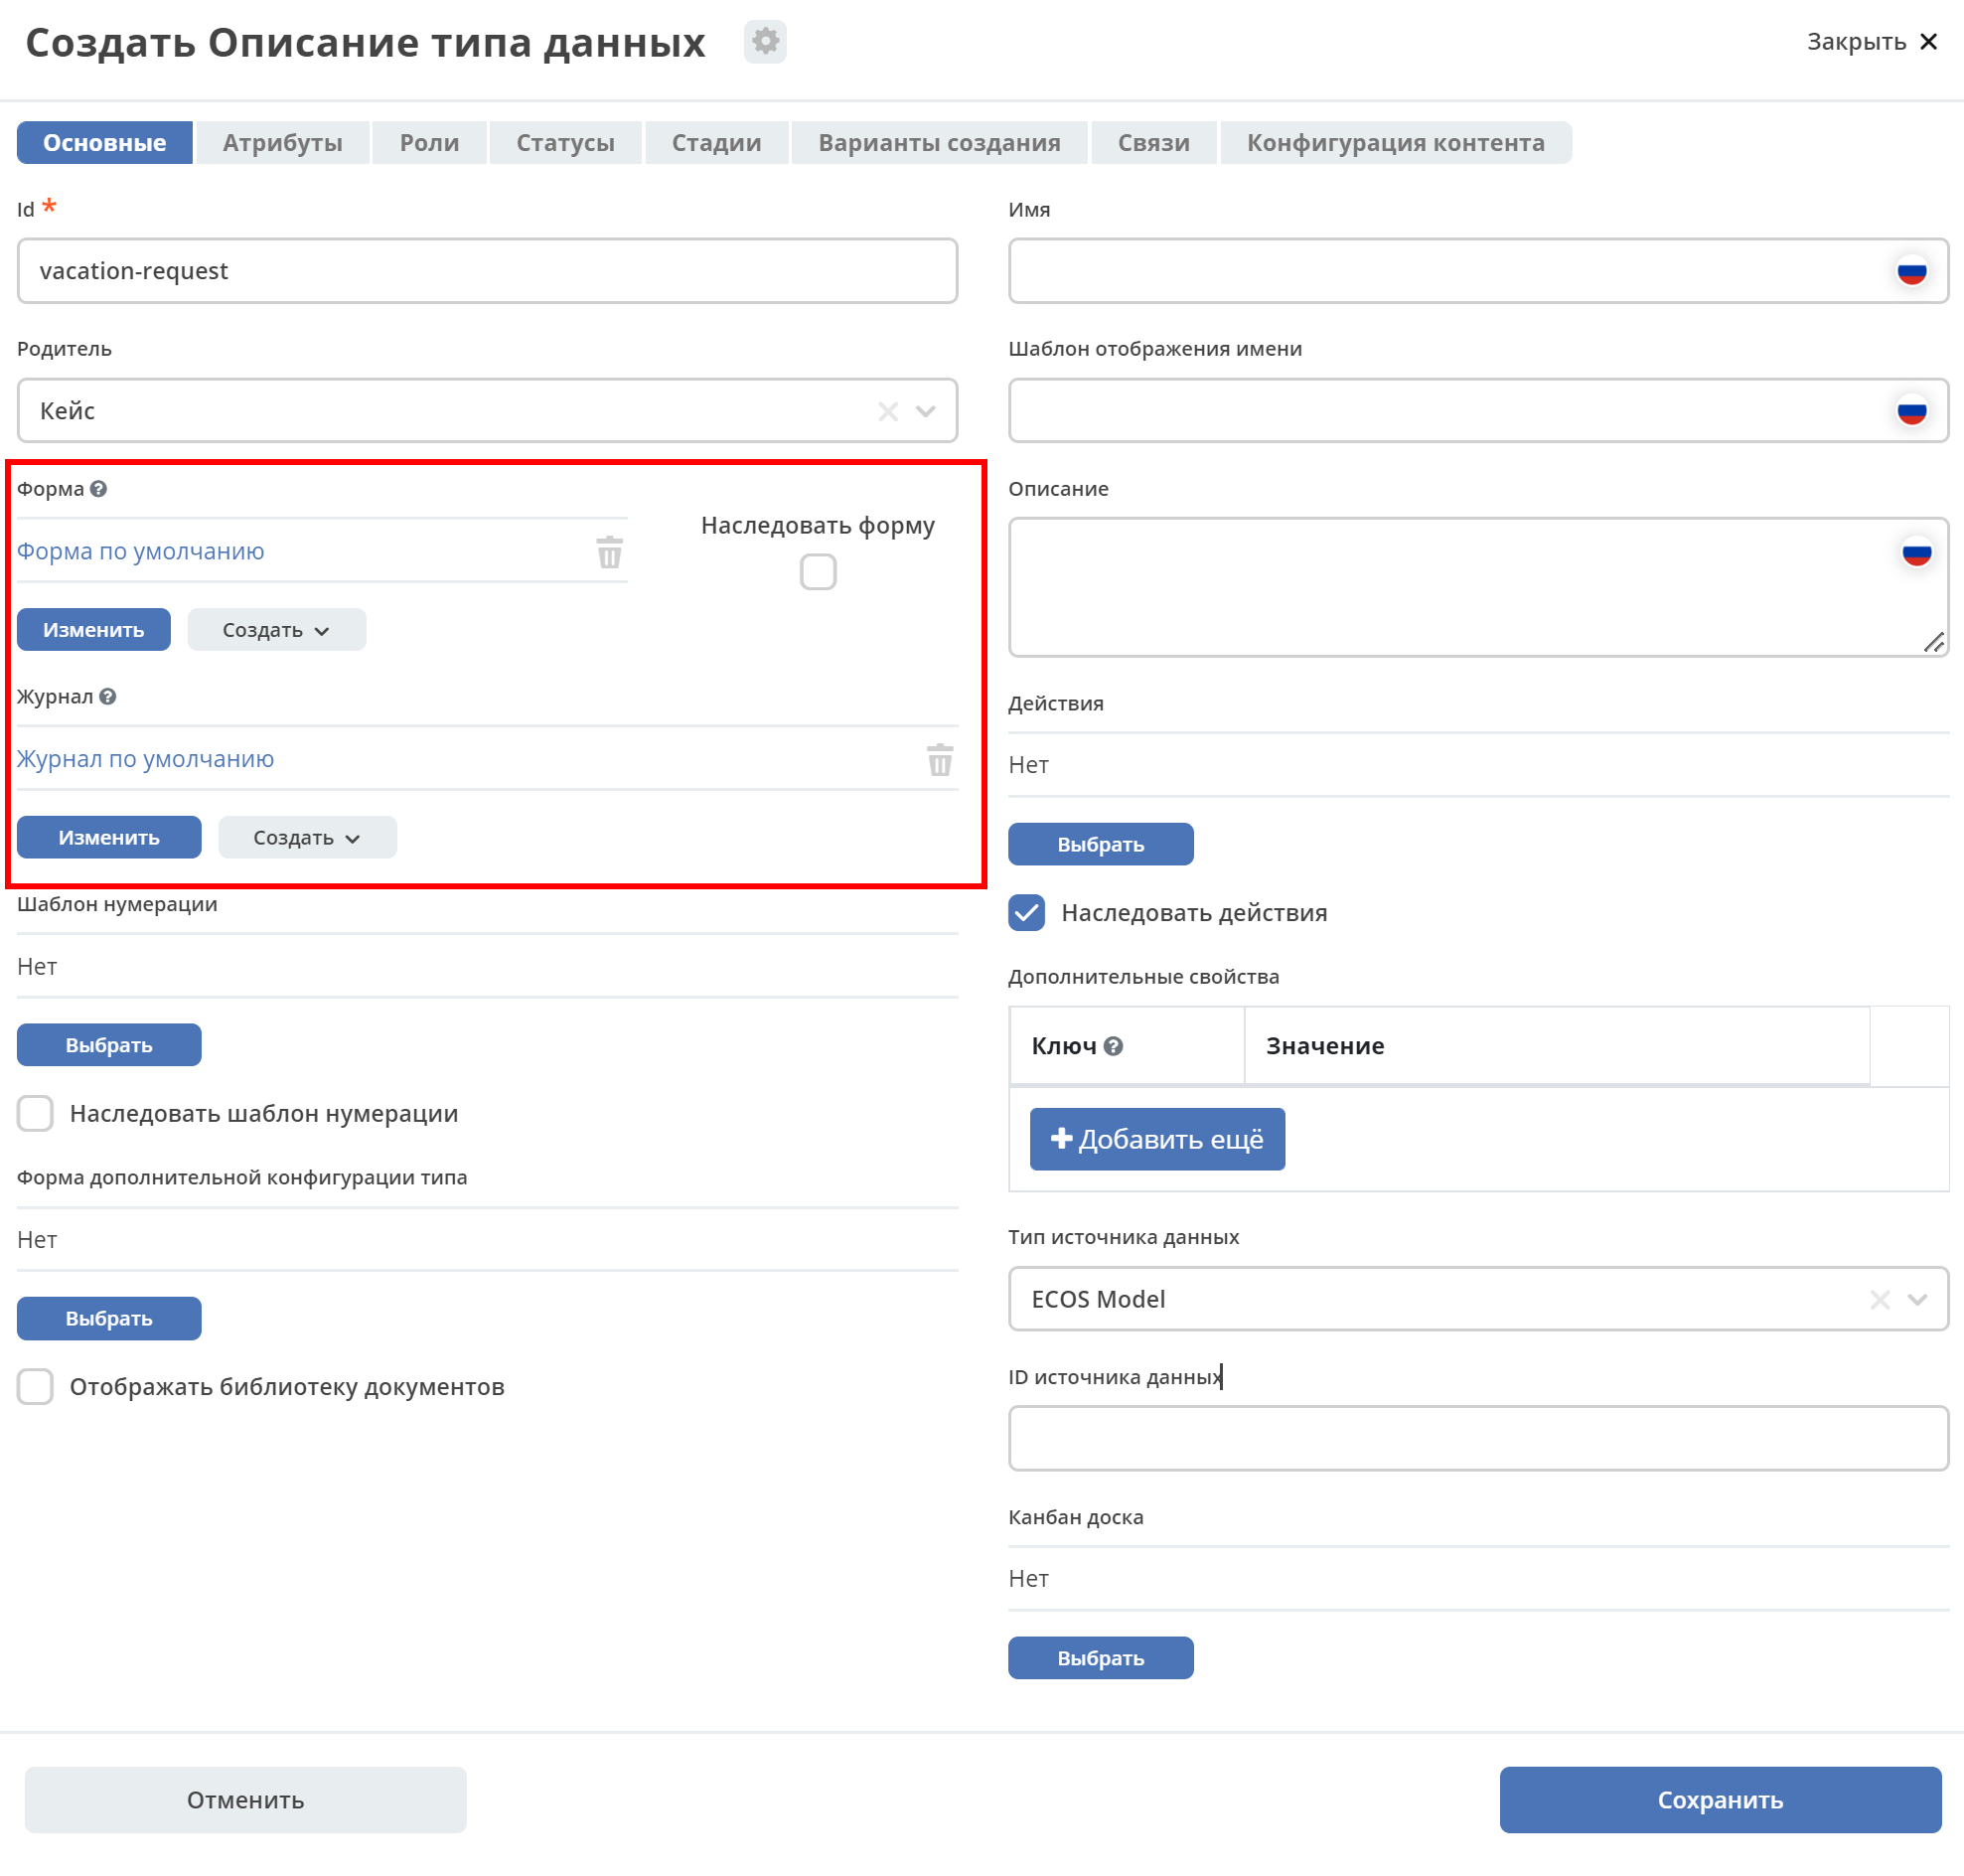 Создать Описание типа данных
Закрыть
Основные Атрибуты Роли Статусы Стадии Варианты создания Связи Конфигурация контента
Id *
vacation-request
Родитель
Кейс
Форма
Форма по умолчанию
Наследовать форму
Изменить Создать
Журнал
Журнал по умолчанию
Изменить Создать
Шаблон нумерации
Нет
Выбрать
Наследовать шаблон нумерации
Форма дополнительной конфигурации типа
Нет
Выбрать
Отображать библиотеку документов
Имя
Шаблон отображения имени
Описание
Действия
Нет
Выбрать
Наследовать действия
Дополнительные свойства
Ключ Значение
Добавить ещё
Тип источника данных
ECOS Model
ID источника данных
Канбан доска
Нет
Выбрать
Отменить
Сохранить